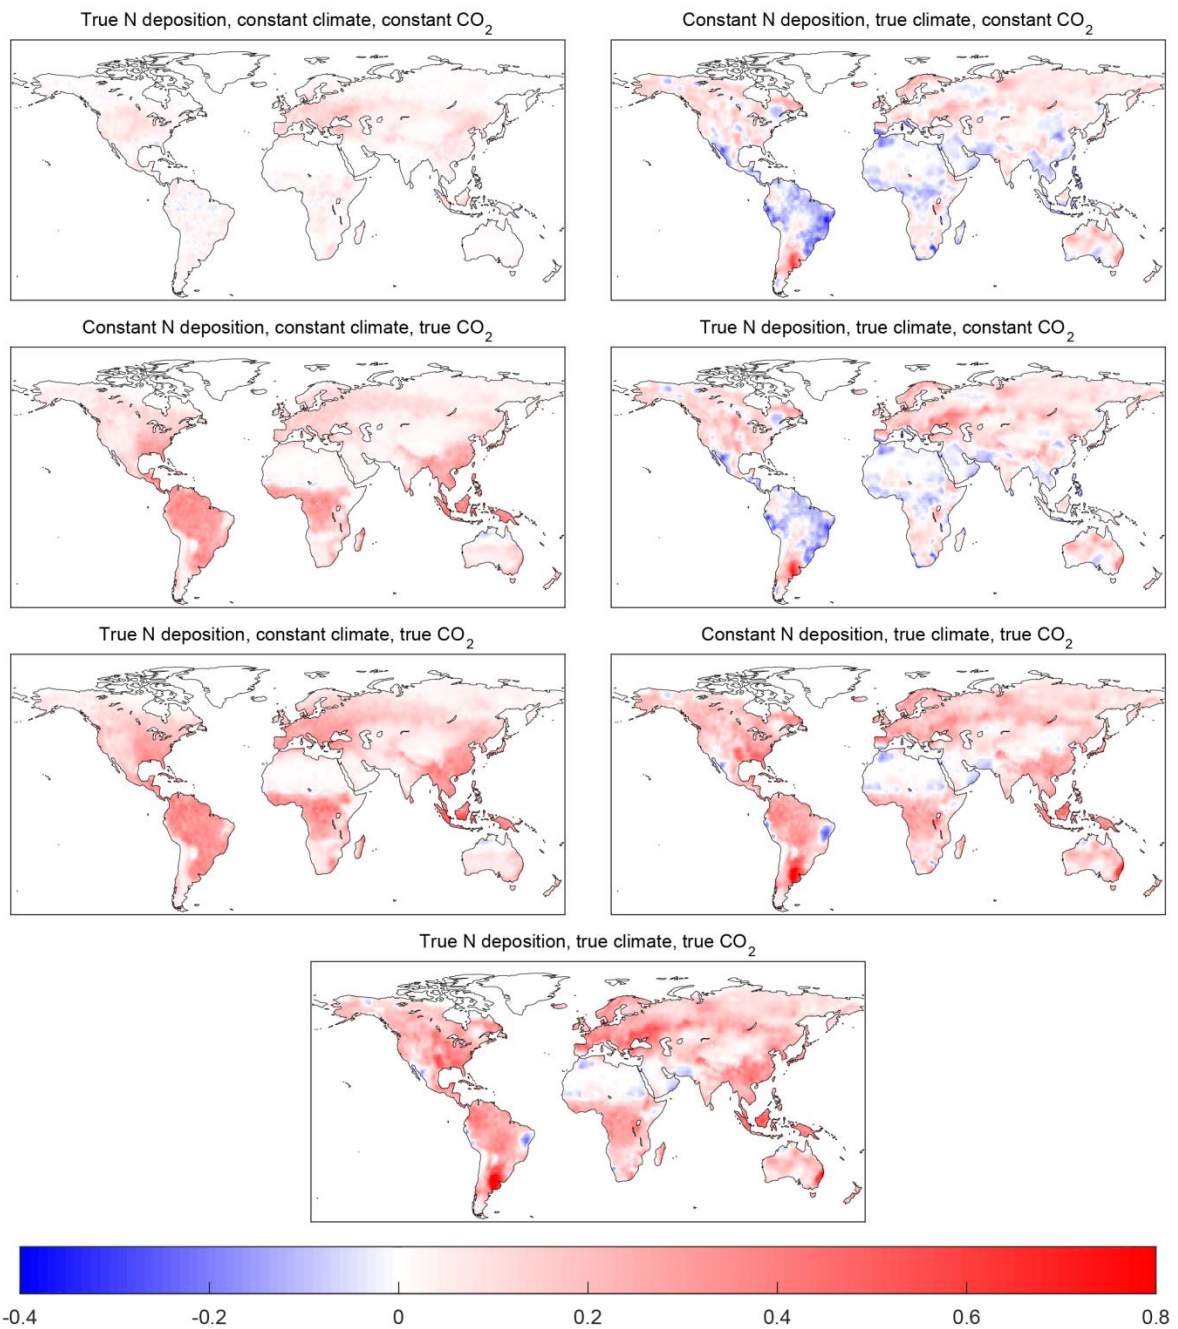 True N deposition, constant climate, constant CO2
Constant N deposition, true climate, constant CO2
Constant N deposition, constant climate, true CO2
True N deposition, true climate, constant CO2
True N deposition, constant climate, true CO2
Constant N deposition, true climate, true CO2
True N deposition, true climate, true CO2
-0.4 -0.2 0 0.2 0.4 0.6 0.8